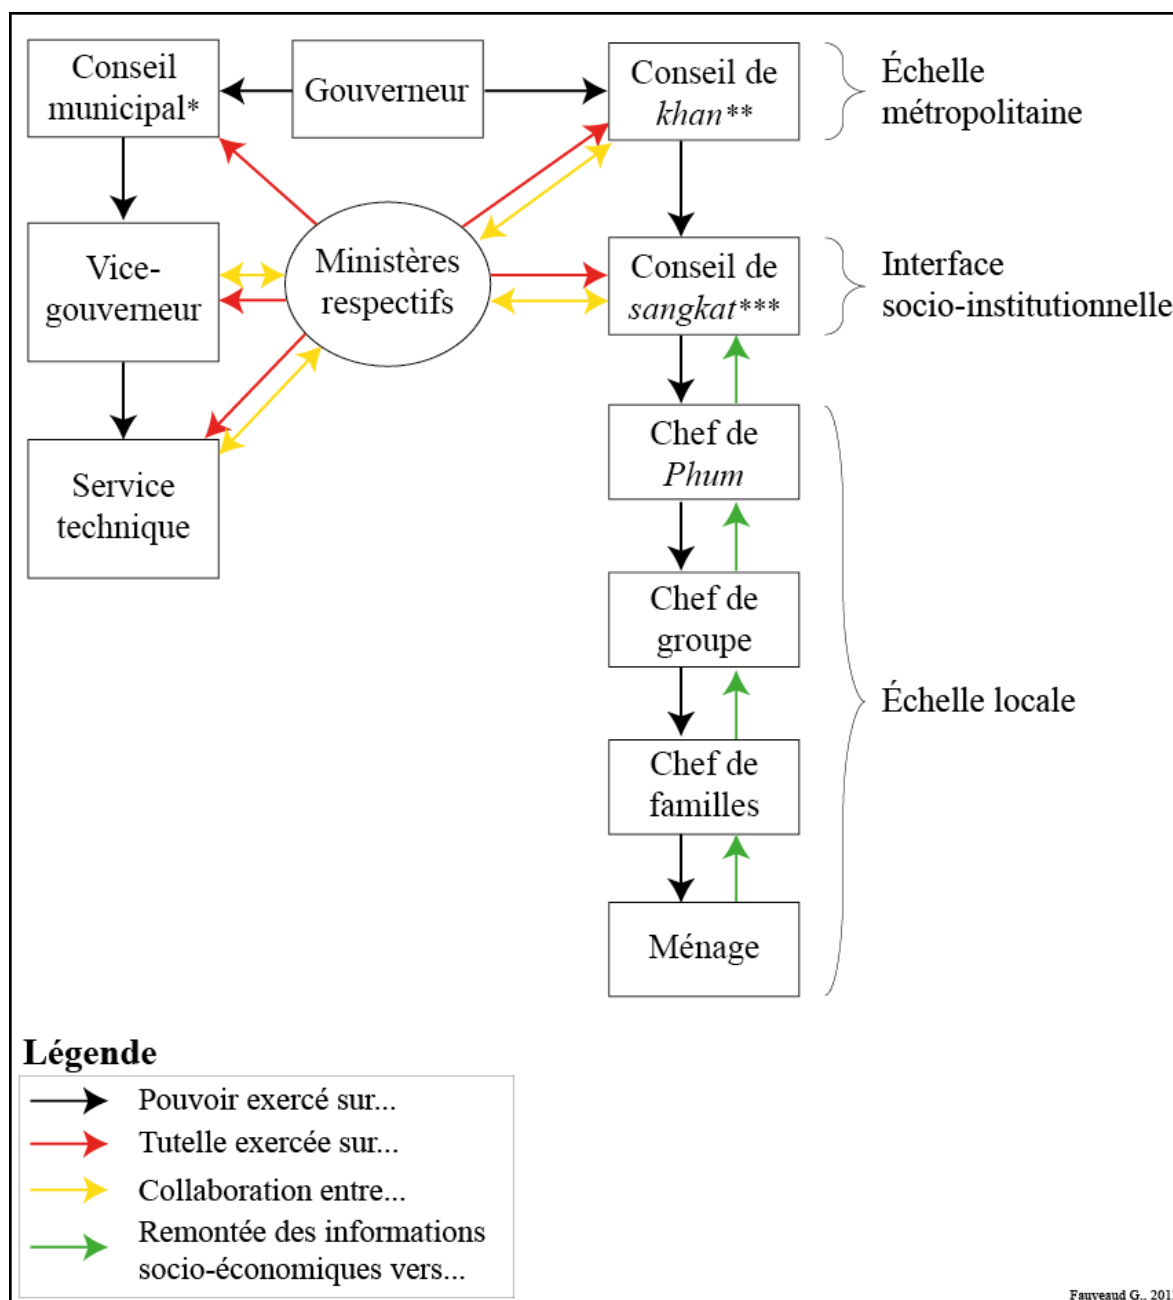 Conseil
municipal*
Gouverneur
Conseil de
khan**
Échelle
métropolitaine
Vice-
gouverneur
Ministères
respectifs
Conseil de
sangkat***
Interface
socio-institutionnelle
Service
technique
Chef de
Phum
Chef de
groupe
Échelle locale
Chef de
familles
Ménage
Légende
Pouvoir exercé sur...
Tutelle exercée sur...
Collaboration entre...
Remontée des informations
socio-économiques vers...
Fauveaud G.,